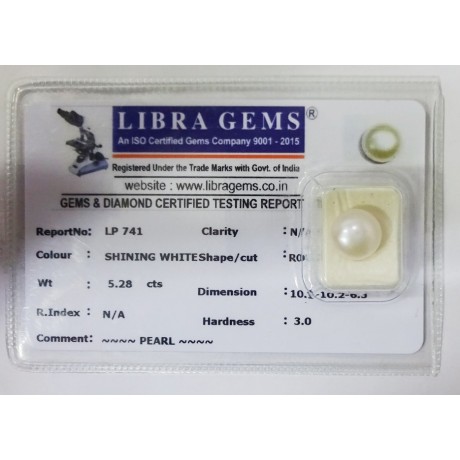 LIBRA GEMS ®
An ISO Certified Gems Company 9001 - 2015
Registered Under the Trade Marks with Govt. of India
website : www.libragems.co.in
GEMS & DIAMOND CERTIFIED TESTING REPORT
ReportNo: LP 741 Clarity : N/A
Colour : SHINING WHITE Shape/cut :
Wt : 5.28 cts Dimension :
R.Index : N/A Hardness : 3.0
Comment: ~~~~ PEARL ~~~~